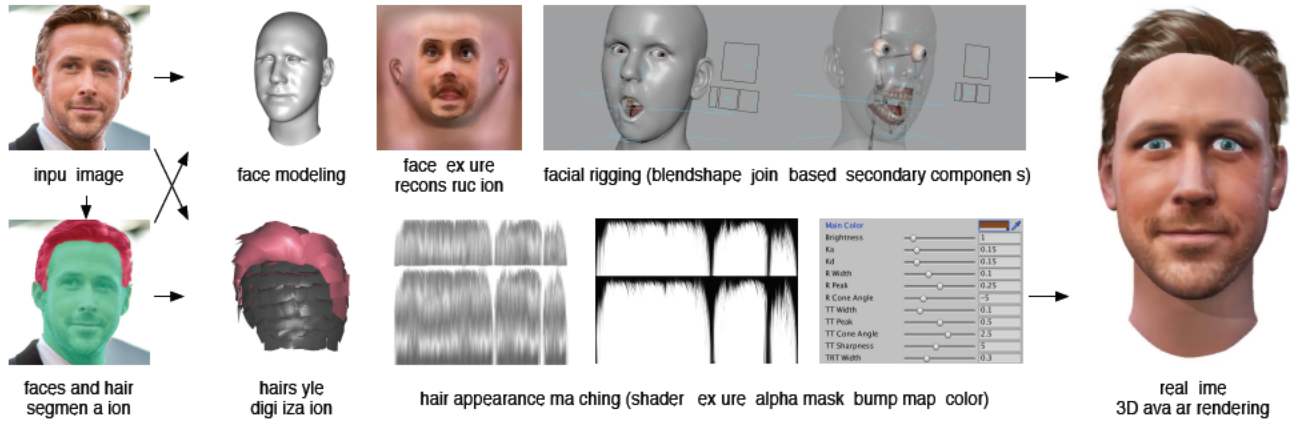 inpu image
face modeling
face ex ure
recons ruc ion
facial rigging (blendshape join based secondary componen s)
faces and hair
segmen a ion
hairs yle
digi iza ion
Main Color
Brightness 1
Ka 0.15
Kd 0.15
R Width 0.1
R Peak 0.25
R Cone Angle -5
TT Width 0.1
TT Peak 0.5
TT Cone Angle 2.5
TT Sharpness 5
TRT Width 0.3
hair appearance ma ching (shader ex ure alpha mask bump map color)
real ime
3D ava ar rendering